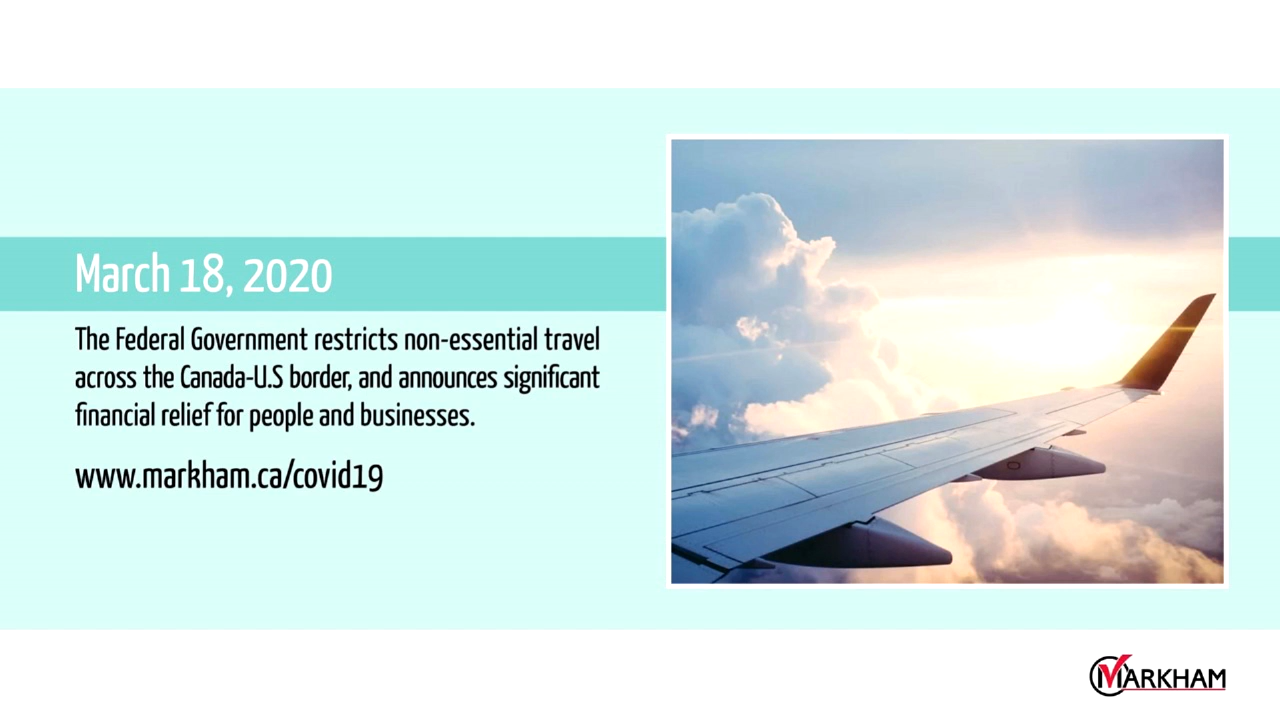 March 18, 2020
The Federal Government restricts non-essential travel
across the Canada-U.S border, and announces significant
financial relief for people and businesses.
www.markham.ca/covid19
MARKHAM